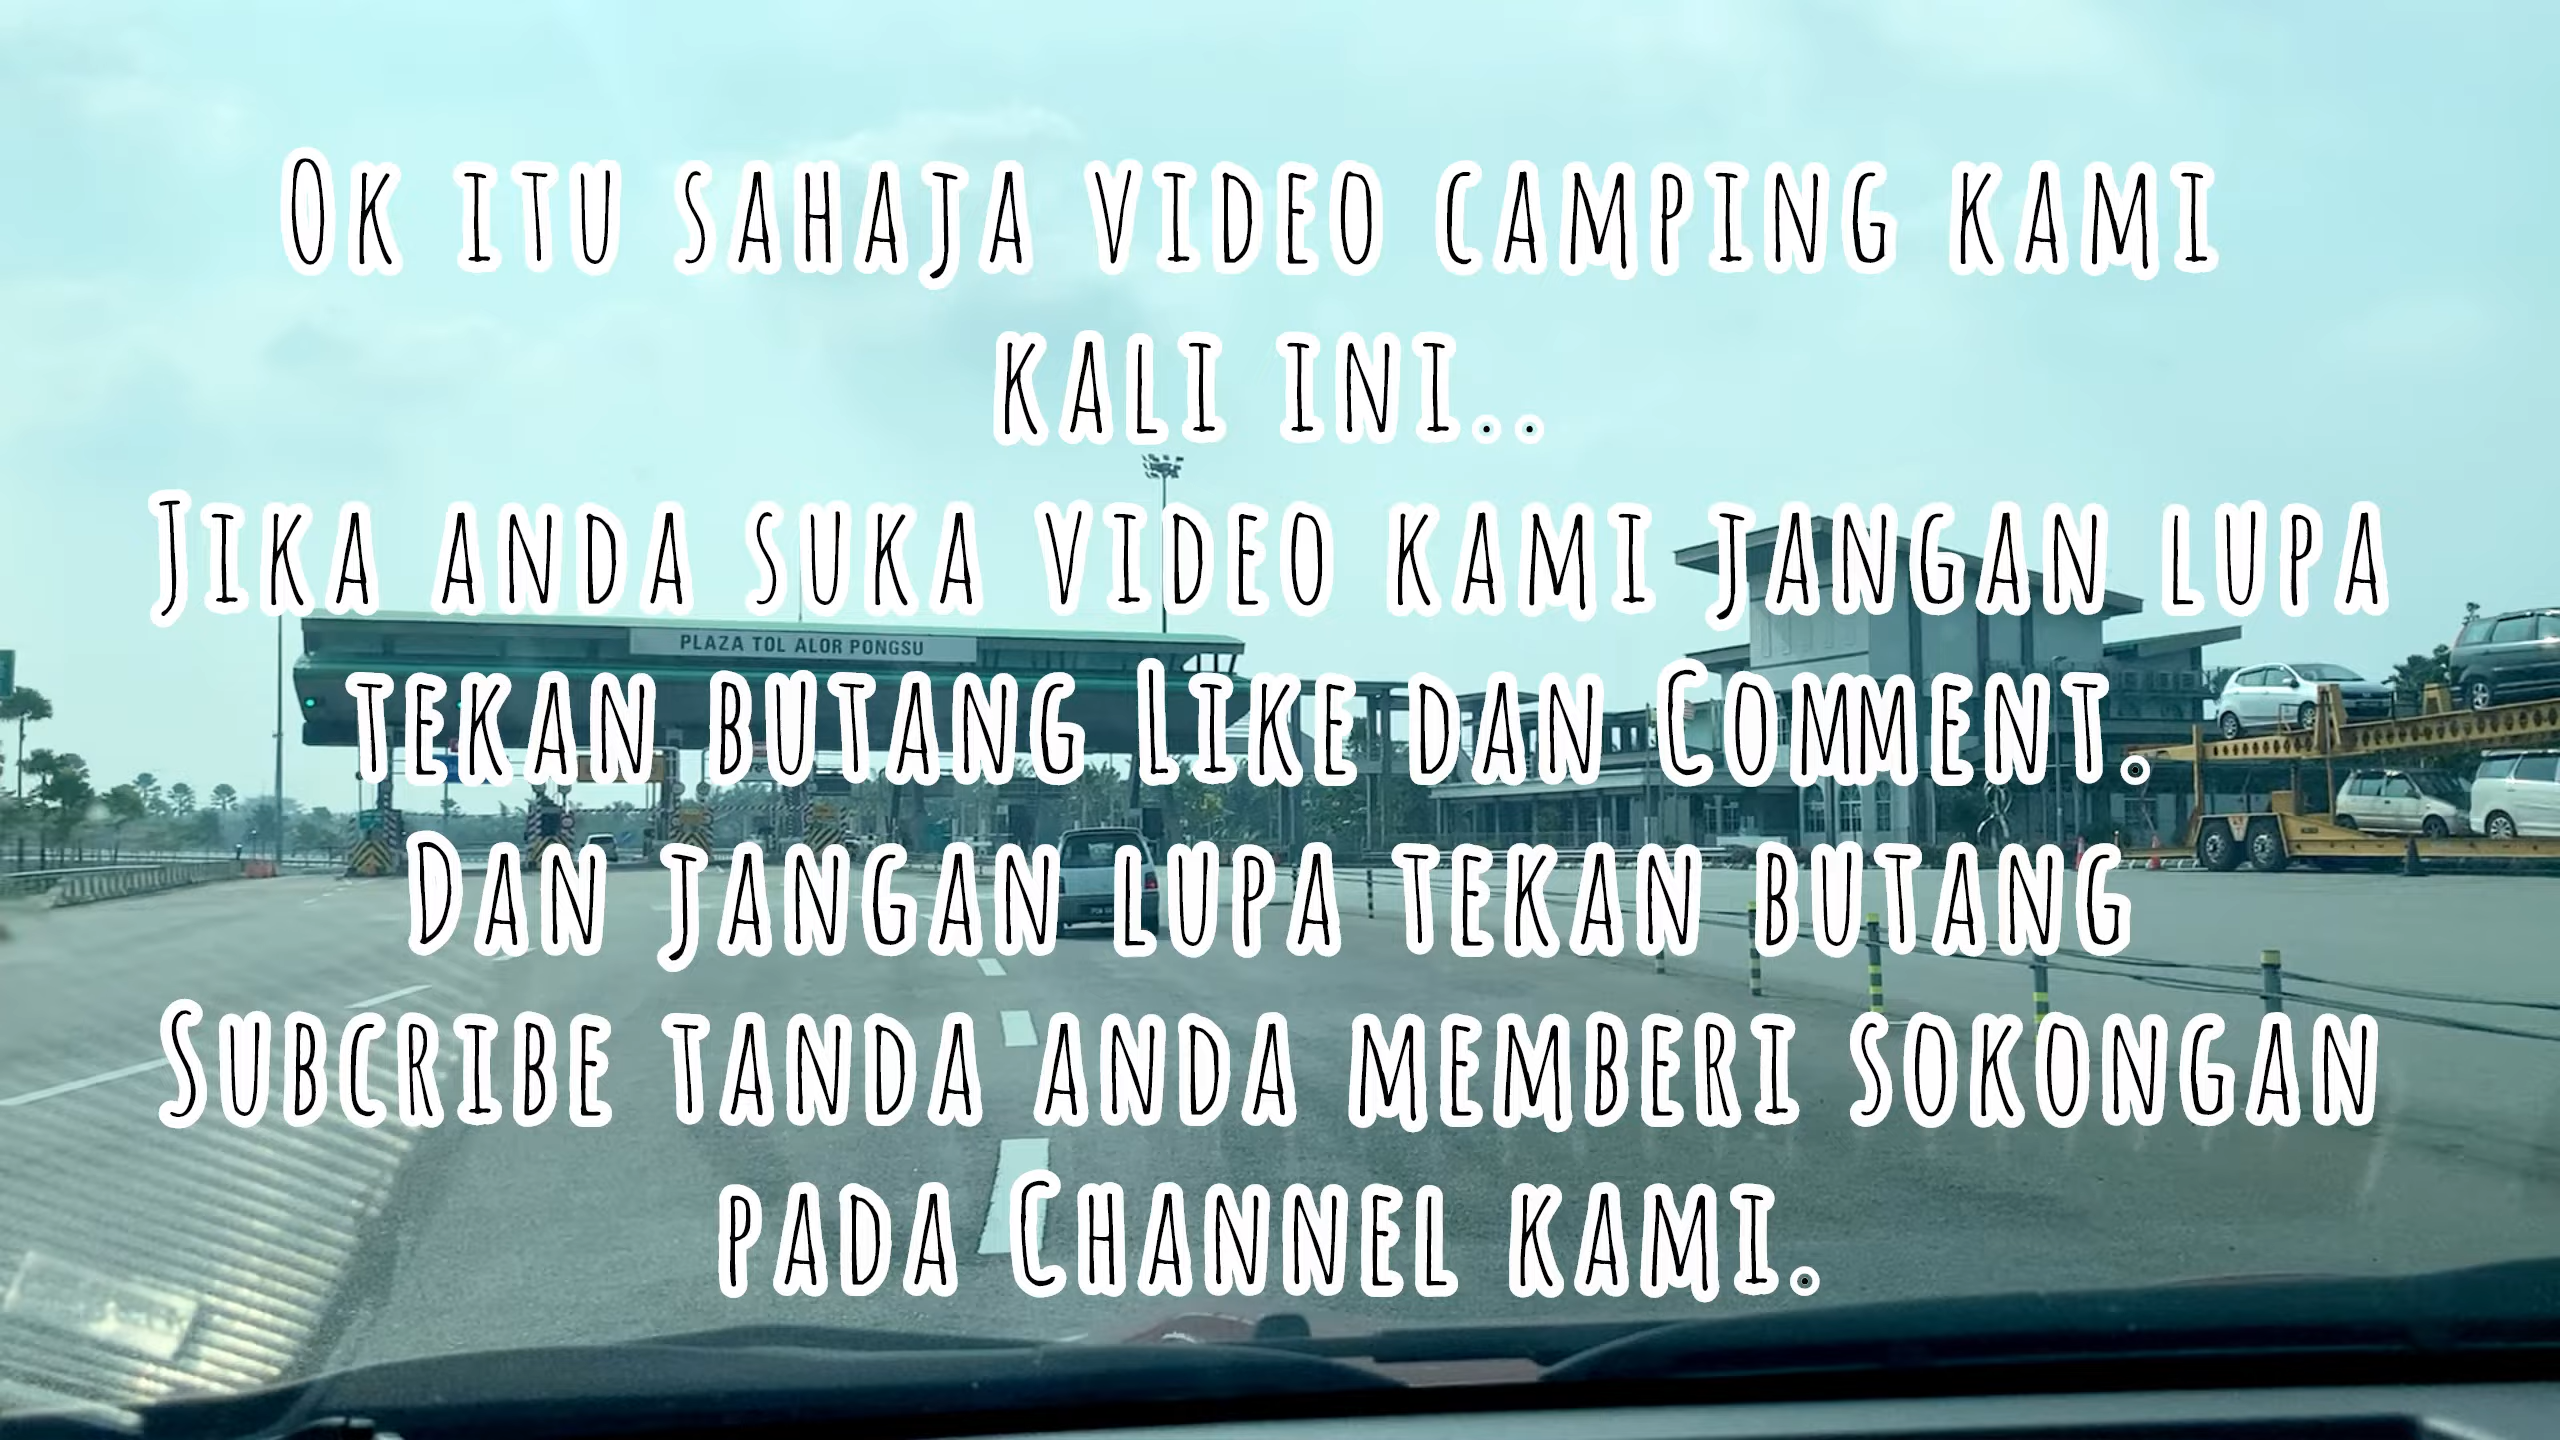 Ok itu sahaja video camping kami
kali ini..
Jika anda suka video kami jangan lupa
PLAZA TOL ALOR PONGSU
tekan butang Like dan Comment.
Dan jangan lupa tekan butang
Subcribe tanda anda memberi sokongan
pada Channel kami.